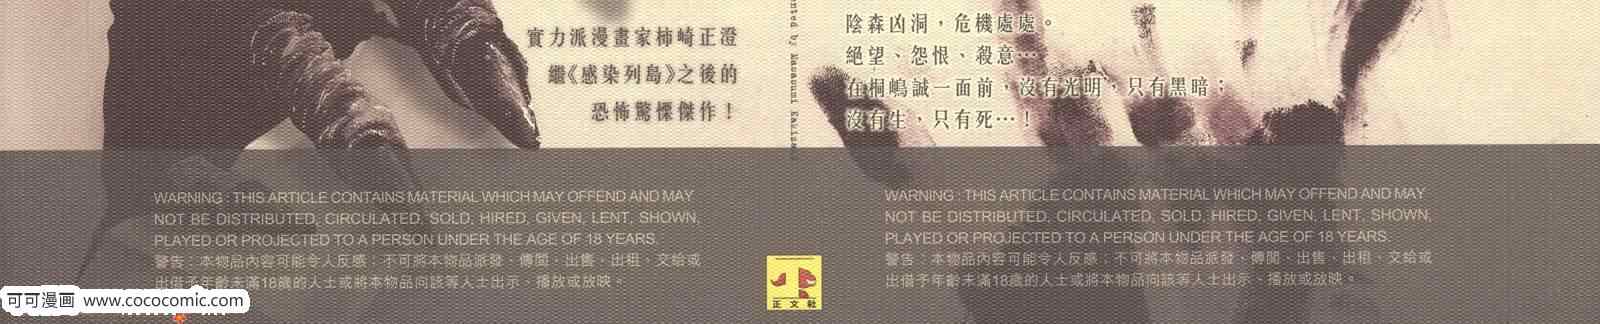 實力派漫畫家柿崎正澄
繼《感染列島》之後的
恐怖驚慄傑作！
WARNING : THIS ARTICLE CONTAINS MATERIAL WHICH MAY OFFEND AND MAY
NOT BE DISTRIBUTED, CIRCULATED, SOLD, HIRED, GIVEN, LENT, SHOWN,
PLAYED OR PROJECTED TO A PERSON UNDER THE AGE OF 18 YEARS.
警告：本物品內容可能令人反感；不可將本物品派發、傳閱、出售、出租、交給或
出借予年齡未滿18歲的人士或將本物品向該等人士出示、播放或放映。
可可漫画 www.cococomic.com
nted by Masasumi Kakiza
正文社
陰森凶洞，危機處處。
絕望、怨恨、殺意…
在桐嶋誠一面前，沒有光明，只有黑暗；
沒有生，只有死…！
WARNING : THIS ARTICLE CONTAINS MATERIAL WHICH MAY OFFEND AND MAY
NOT BE DISTRIBUTED, CIRCULATED, SOLD, HIRED, GIVEN, LENT, SHOWN,
PLAYED OR PROJECTED TO A PERSON UNDER THE AGE OF 18 YEARS.
警告：本物品內容可能令人反感；不可將本物品派發、傳閱、出售、出租、交給或
出借予年齡未滿18歲的人士或將本物品向該等人士出示、播放或放映。